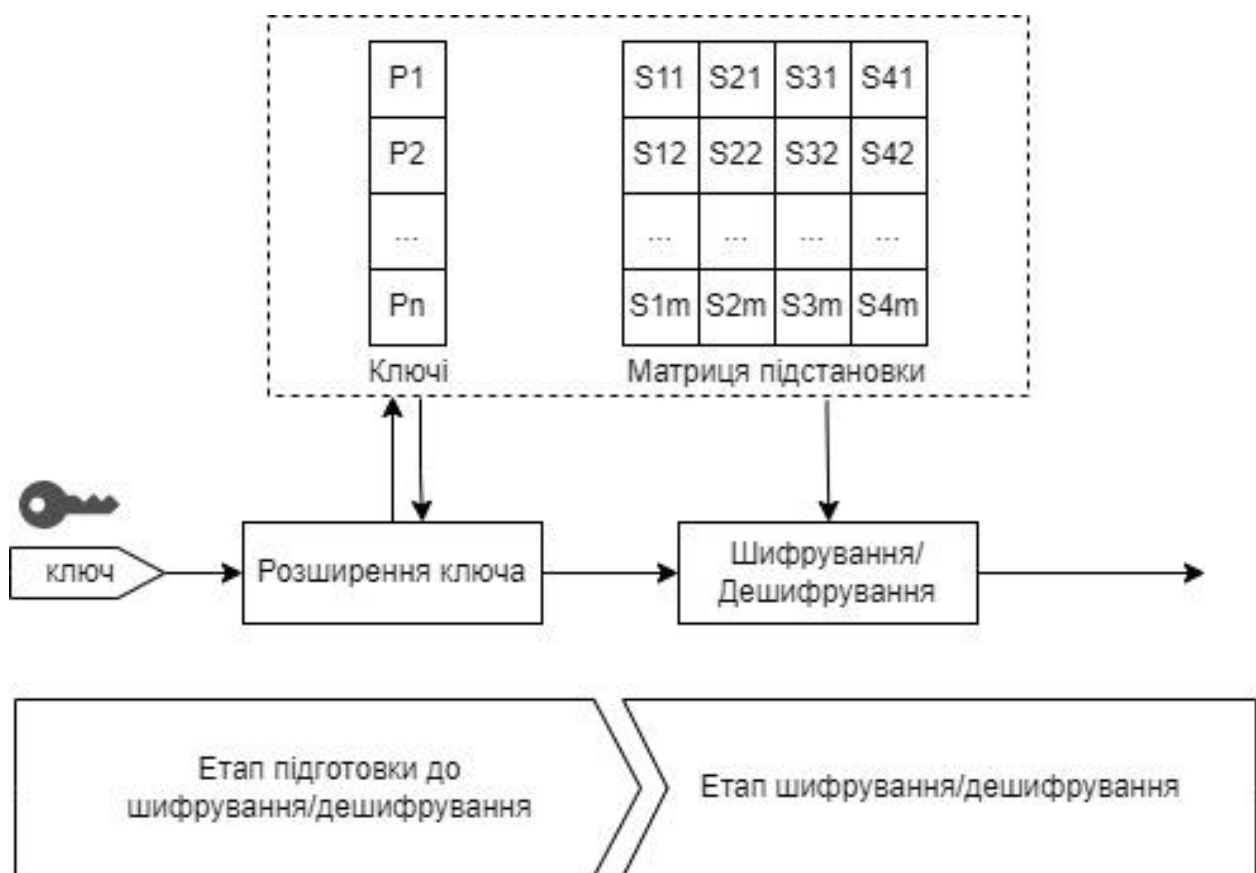 P1 S11 S21 S31 S41
P2 S12 S22 S32 S42
... ... ... ... ...
Pn S1m S2m S3m S4m
Ключі Матриця підстановки
ключ
Розширення ключа
Шифрування/
Дешифрування
Етап підготовки до
шифрування/дешифрування
Етап шифрування/дешифрування